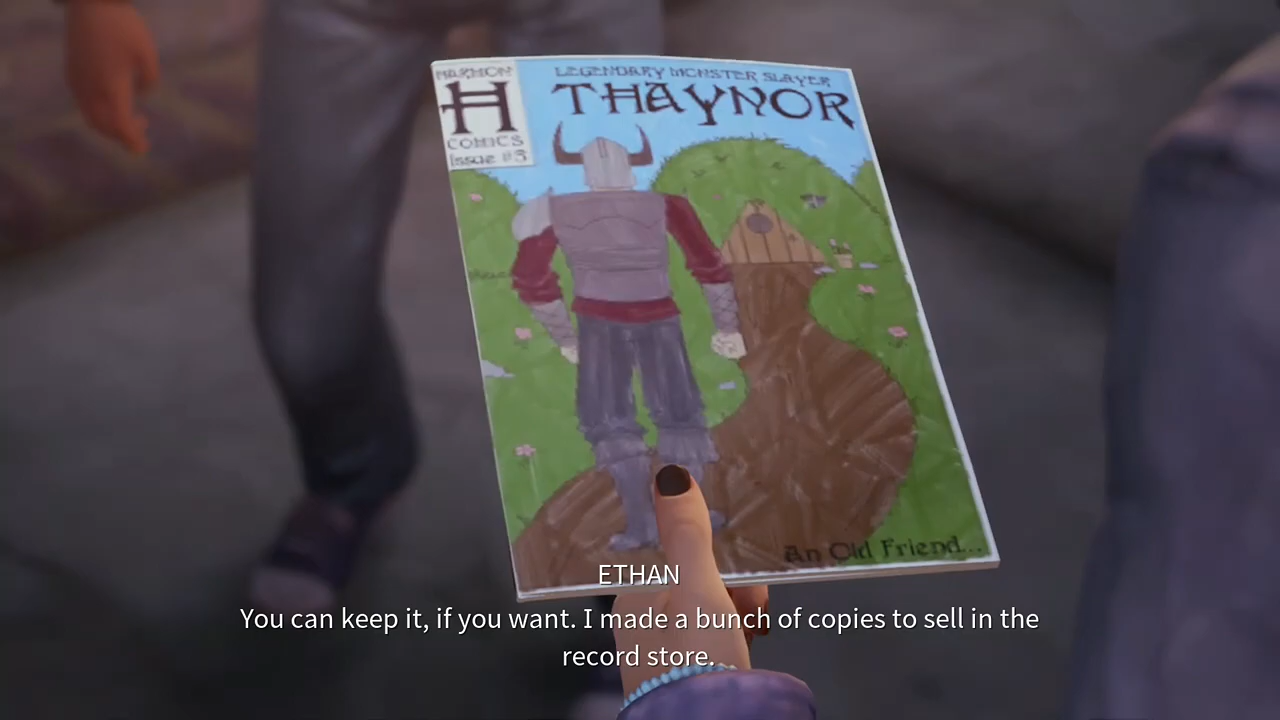 HARMON
H
COMICS
Issue #3
LEGENDARY MONSTER SLAYER
THAYNOR
An Old Friend...
ETHAN
You can keep it, if you want. I made a bunch of copies to sell in the
record store.